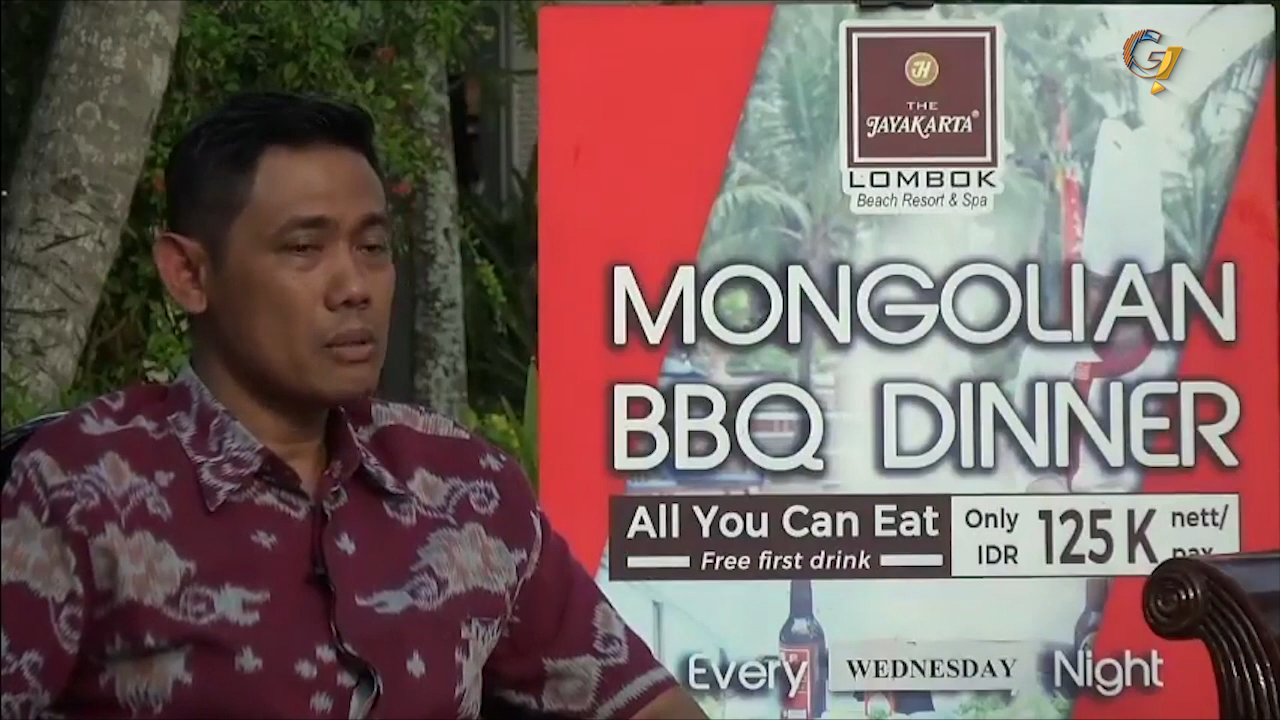 G!
JH
THE
JAYAKARTA®
LOMBOK
Beach Resort & Spa
MONGOLIAN
BBQ DINNER
All You Can Eat
Free first drink
Only
IDR
125 K
nett/
pax
Every WEDNESDAY Night